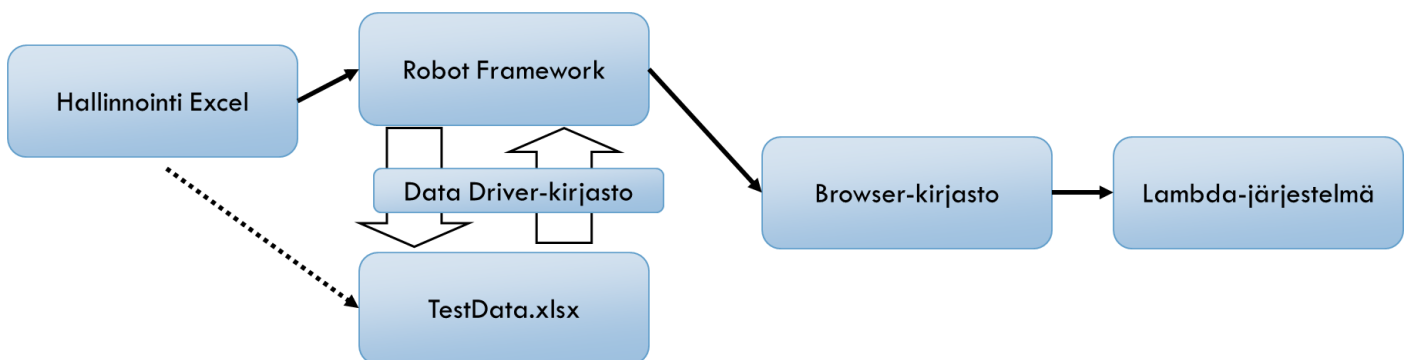 Hallinnointi Excel
Robot Framework
Data Driver-kirjasto
TestData.xlsx
Browser-kirjasto
Lambda-järjestelmä